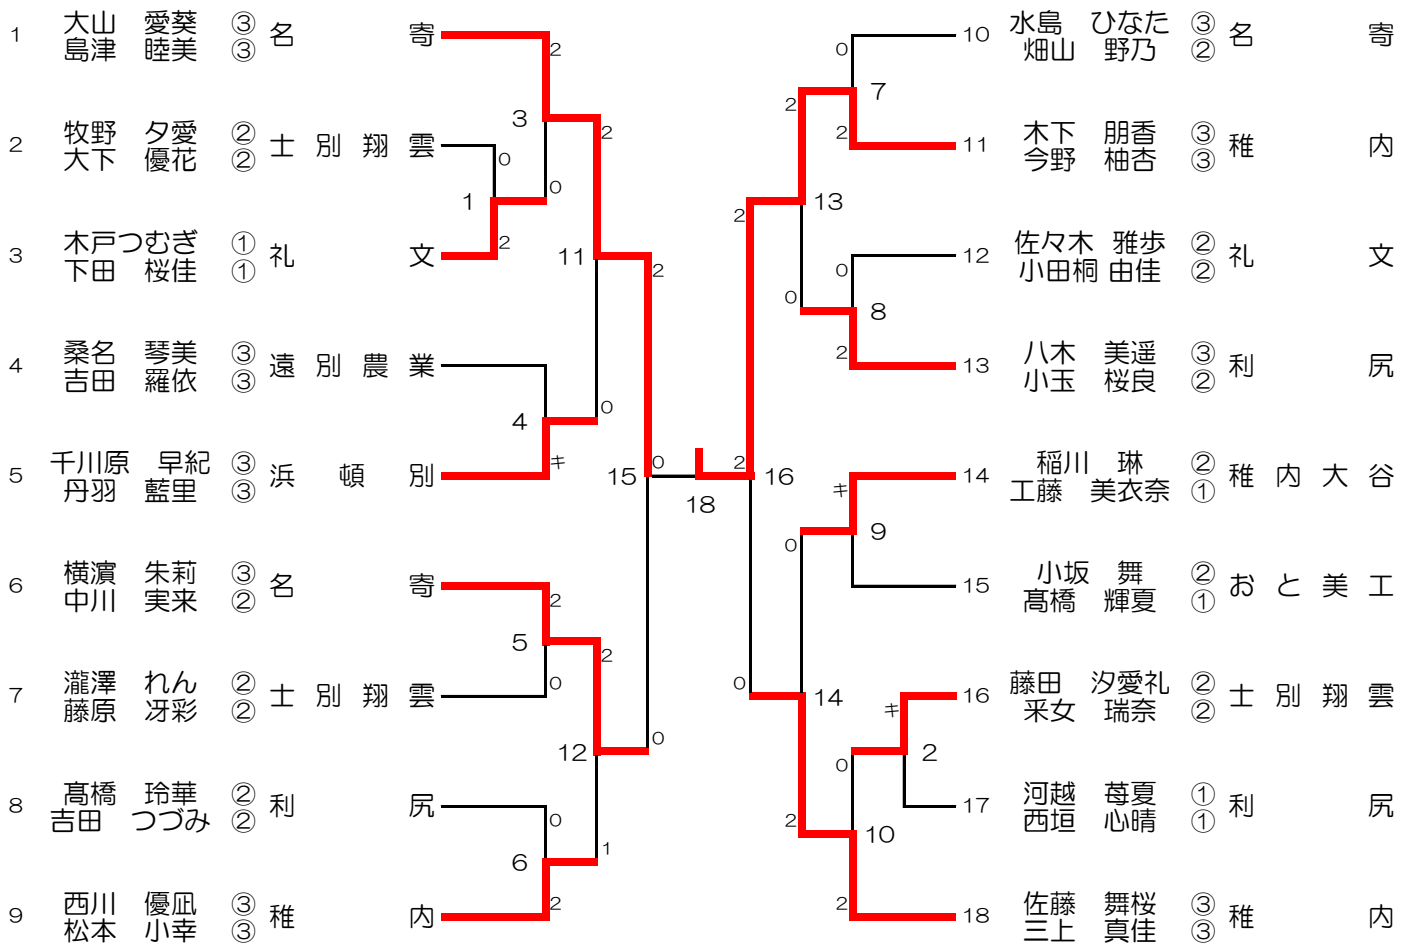 1 大山 愛葵 ③ 名寄
島津 睦美 ③
2 牧野 夕愛 ② 士別翔雲
大下 優花 ②
3 木戸つむぎ ① 礼文
下田 桜佳 ①
4 桑名 琴美 ③ 遠別農業
吉田 羅依 ③
5 千川原 早紀 ③ 浜頓別
丹羽 藍里 ③
6 横濵 朱莉 ③ 名寄
中川 実来 ②
7 瀧澤 れん ② 士別翔雲
藤原 冴彩 ②
8 髙橋 玲華 ② 利尻
吉田 つづみ ②
9 西川 優凪 ③ 稚内
松本 小幸 ③
2
3
2
0
1
0
2
11
2
4
0
キ
15
0
2
5
2
0
12
0
0
6
1
2
18
10 水島 ひなた ③ 名寄
畑山 野乃 ②
11 木下 朋香 ③ 稚内
今野 柚杏 ③
12 佐々木 雅歩 ② 礼文
小田桐 由佳 ②
13 八木 美遥 ③ 利尻
小玉 桜良 ②
14 稲川 琳 ② 稚内大谷
工藤 美衣奈 ①
15 小坂 舞 ② おと美工
髙橋 輝夏 ①
16 藤田 汐愛礼 ② 士別翔雲
釆女 瑞奈 ②
17 河越 苺夏 ① 利尻
西垣 心晴 ①
18 佐藤 舞桜 ③ 稚内
三上 真佳 ③
0
7
2
2
13
2
0
0
8
2
2
16
キ
9
0
0
14
キ
2
0
10
2
2